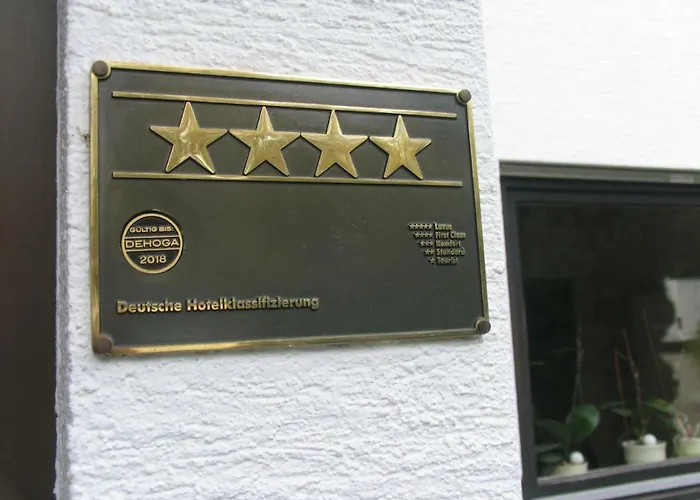 GÜLTIG BIS:
DEHOGA
2018
***** Luxus
**** First Class
*** Komfort
** Standard
* Tourist
Deutsche Hotelklassifizierung